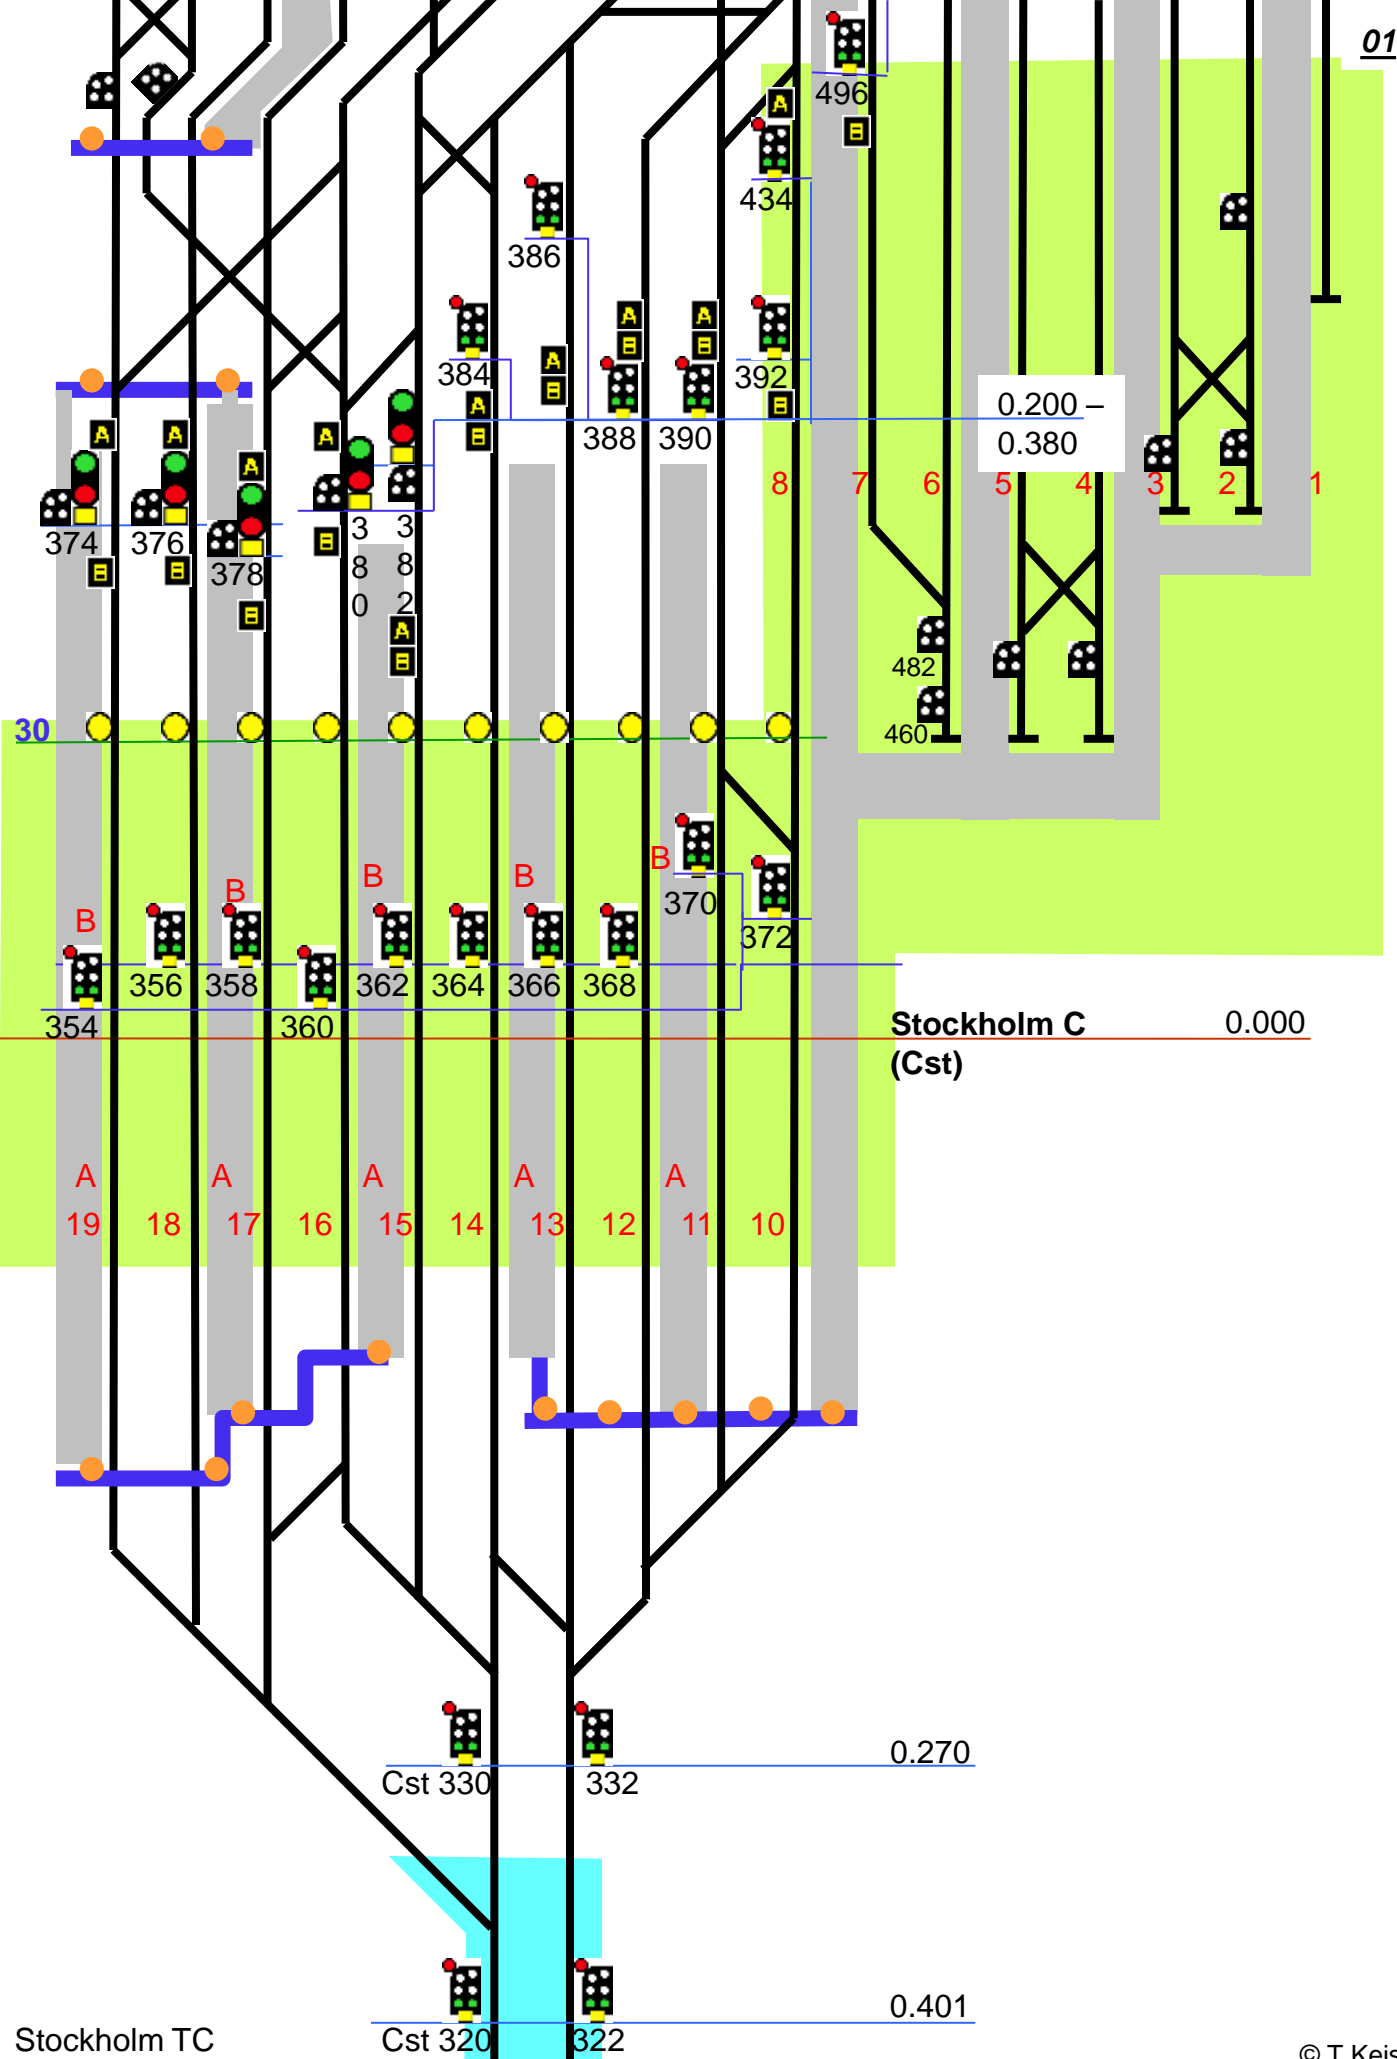 01
496
A
B
434
386
A
B
A
B
384
A
B
388
390
392
B
0.200 –
0.380
8
7
6
5
4
3
2
1
A
A
A
A
374
376
378
B
B
B
B
3
8
0
3
8
2
A
B
482
460
30
B
B
B
B
B
370
372
356
358
362
364
366
368
354
360
Stockholm C
0.000
(Cst)
A
A
A
A
A
19
18
17
16
15
14
13
12
11
10
0.270
Cst 330
332
0.401
Stockholm TC
Cst 320
322
© T Keis